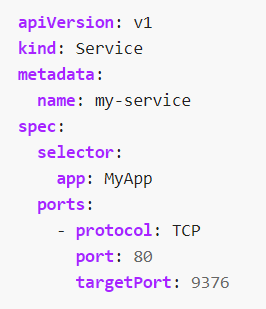 apiVersion: v1
kind: Service
metadata:
  name: my-service
spec:
  selector:
    app: MyApp
  ports:
    - protocol: TCP
      port: 80
      targetPort: 9376